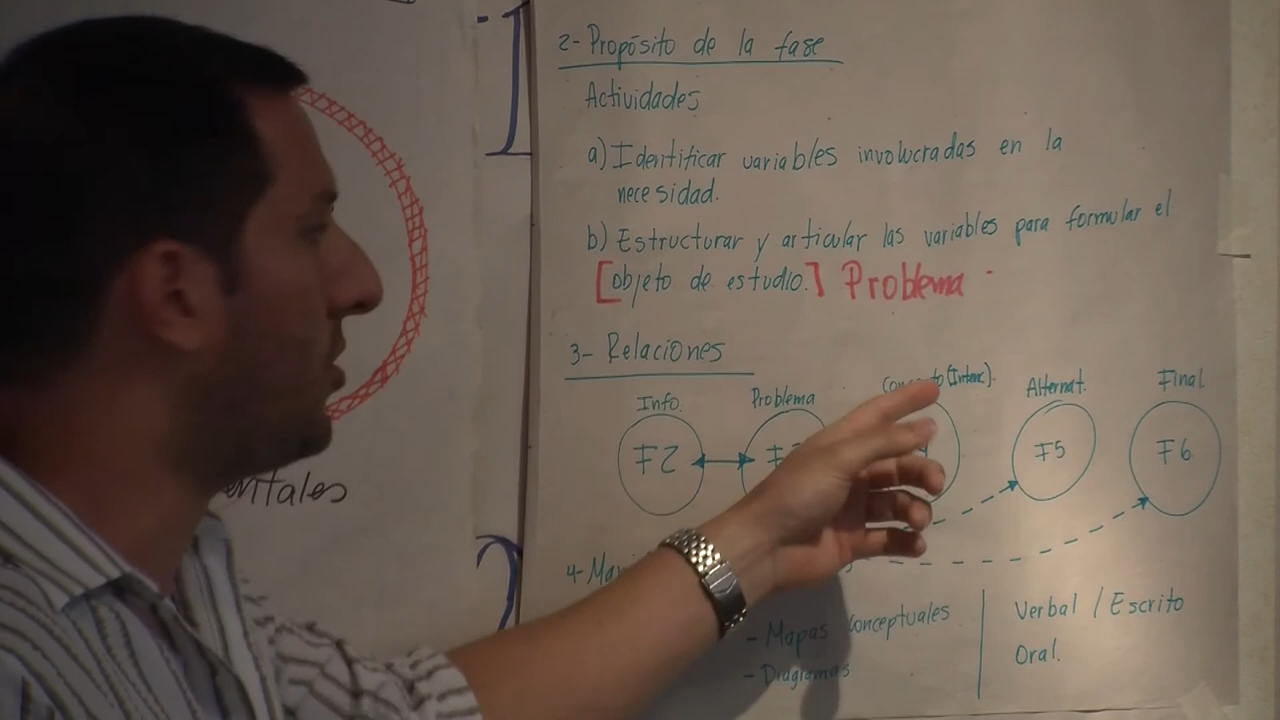 2- Propósito de la fase
Actividades
a) Identificar variables involucradas en la
necesidad.
b) Estructurar y articular las variables para formular el
[objeto de estudio.] Problema
3- Relaciones
Info. Problema (Intenc). Alternat. Final
F2 F5 F6
4-
- Mapas conceptuales
- Diagramas
Verbal / Escrito
Oral.